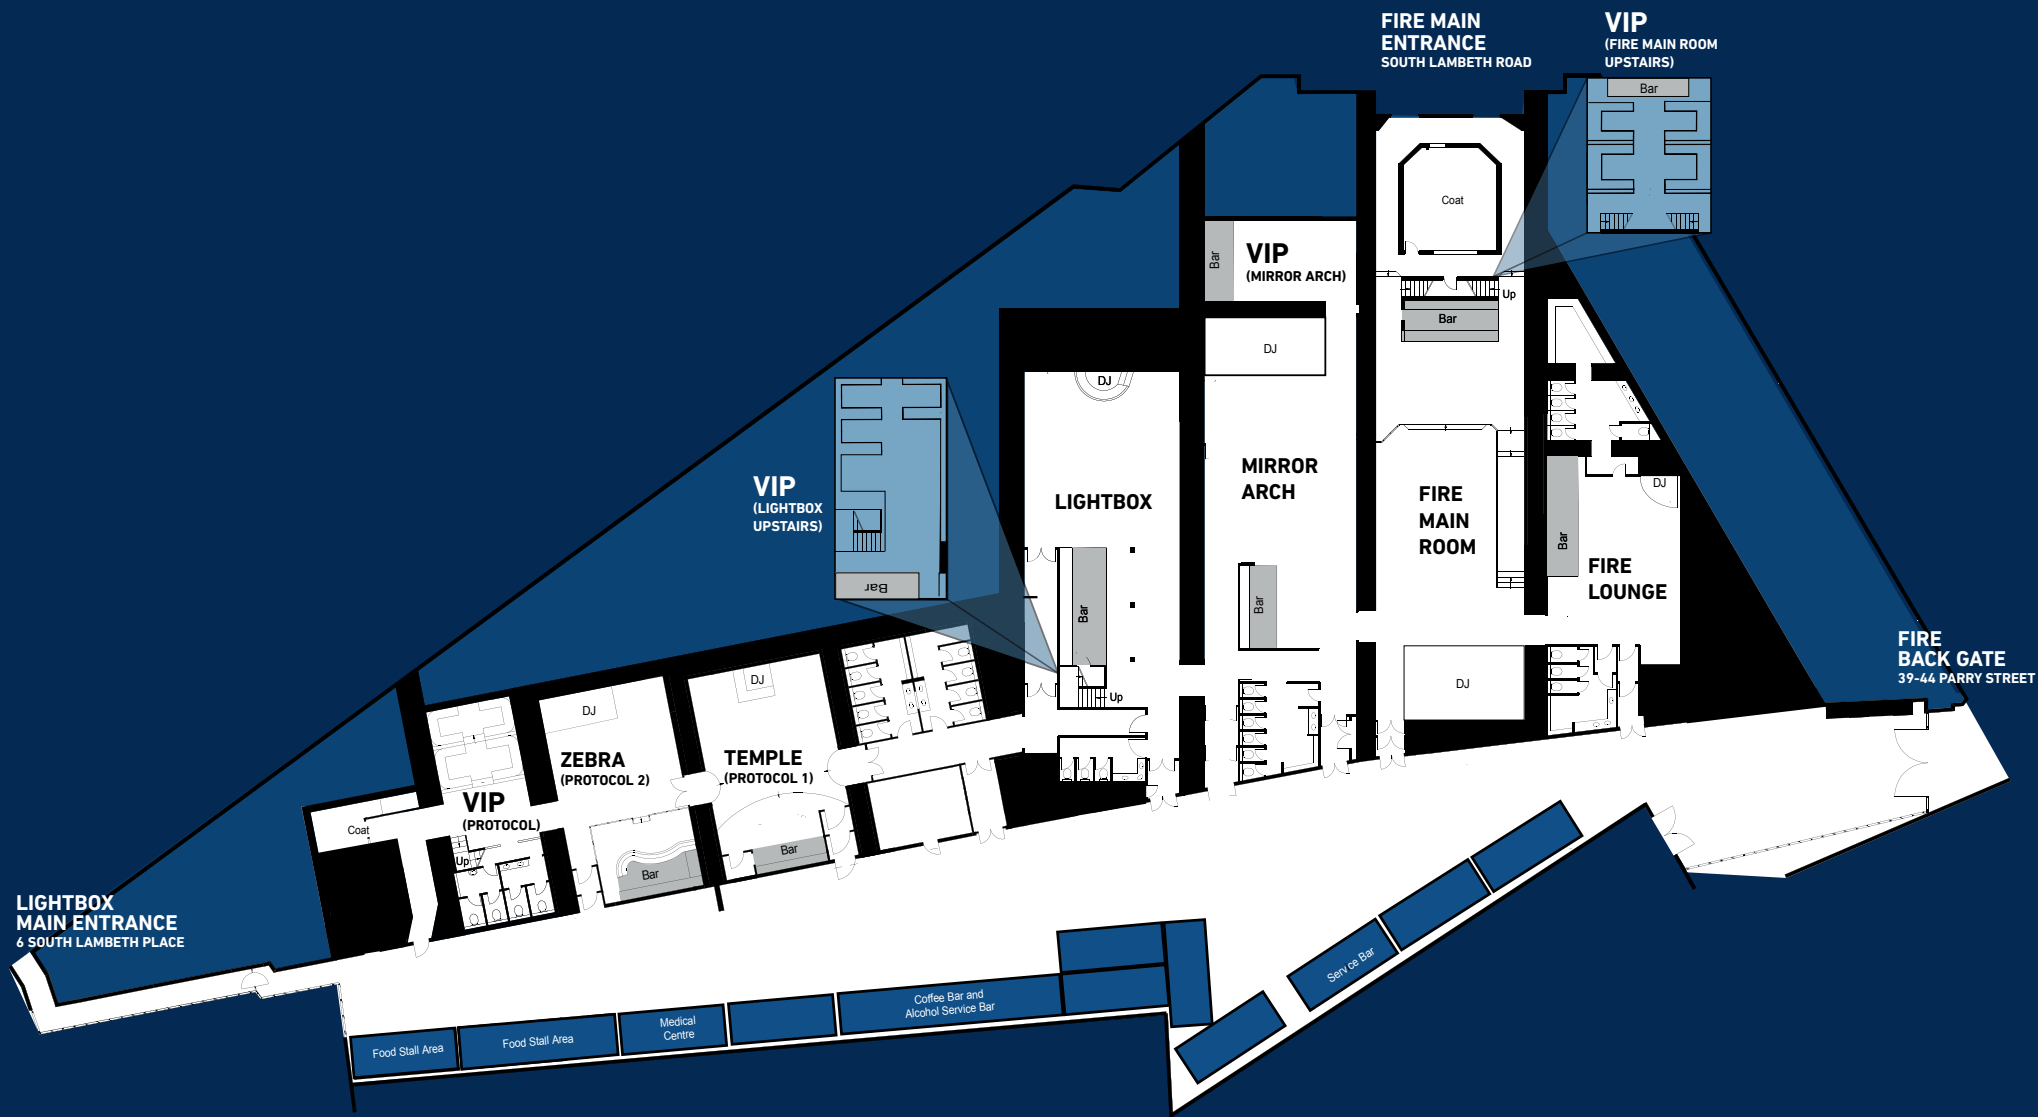 FIRE MAIN
ENTRANCE
SOUTH LAMBETH ROAD
VIP
(FIRE MAIN ROOM
UPSTAIRS)
Bar
Coat
Bar
VIP
(MIRROR ARCH)
Up
Bar
DJ
DJ
VIP
(LIGHTBOX
UPSTAIRS)
Bar
LIGHTBOX
Bar
Up
MIRROR
ARCH
Bar
FIRE
MAIN
ROOM
DJ
DJ
Bar
FIRE
LOUNGE
FIRE
BACK GATE
39-44 PARRY STREET
DJ
ZEBRA
(PROTOCOL 2)
Bar
DJ
TEMPLE
(PROTOCOL 1)
Bar
VIP
(PROTOCOL)
Coat
Up
LIGHTBOX
MAIN ENTRANCE
6 SOUTH LAMBETH PLACE
Food Stall Area
Food Stall Area
Medical
Centre
Coffee Bar and
Alcohol Service Bar
Serv ce Bar